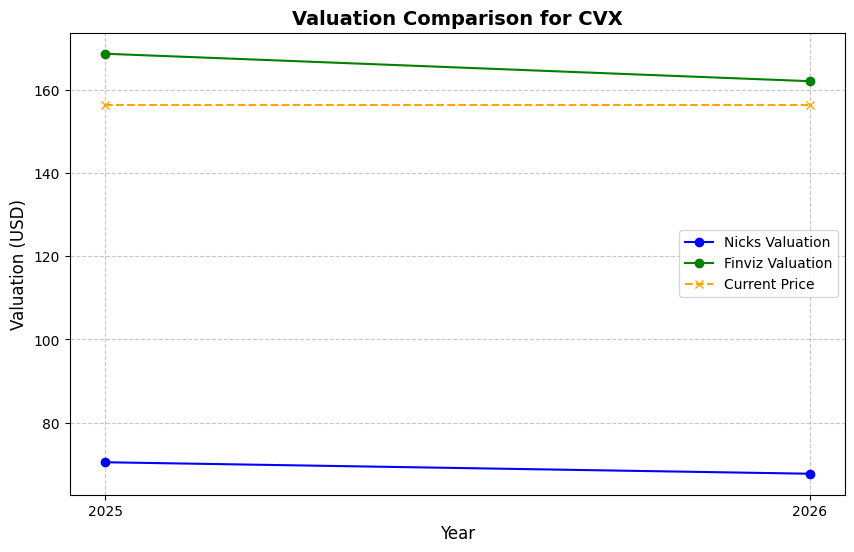 Valuation Comparison for CVX
Valuation (USD)
160
140
120
100
80
Nicks Valuation
Finviz Valuation
Current Price
2025
2026
Year